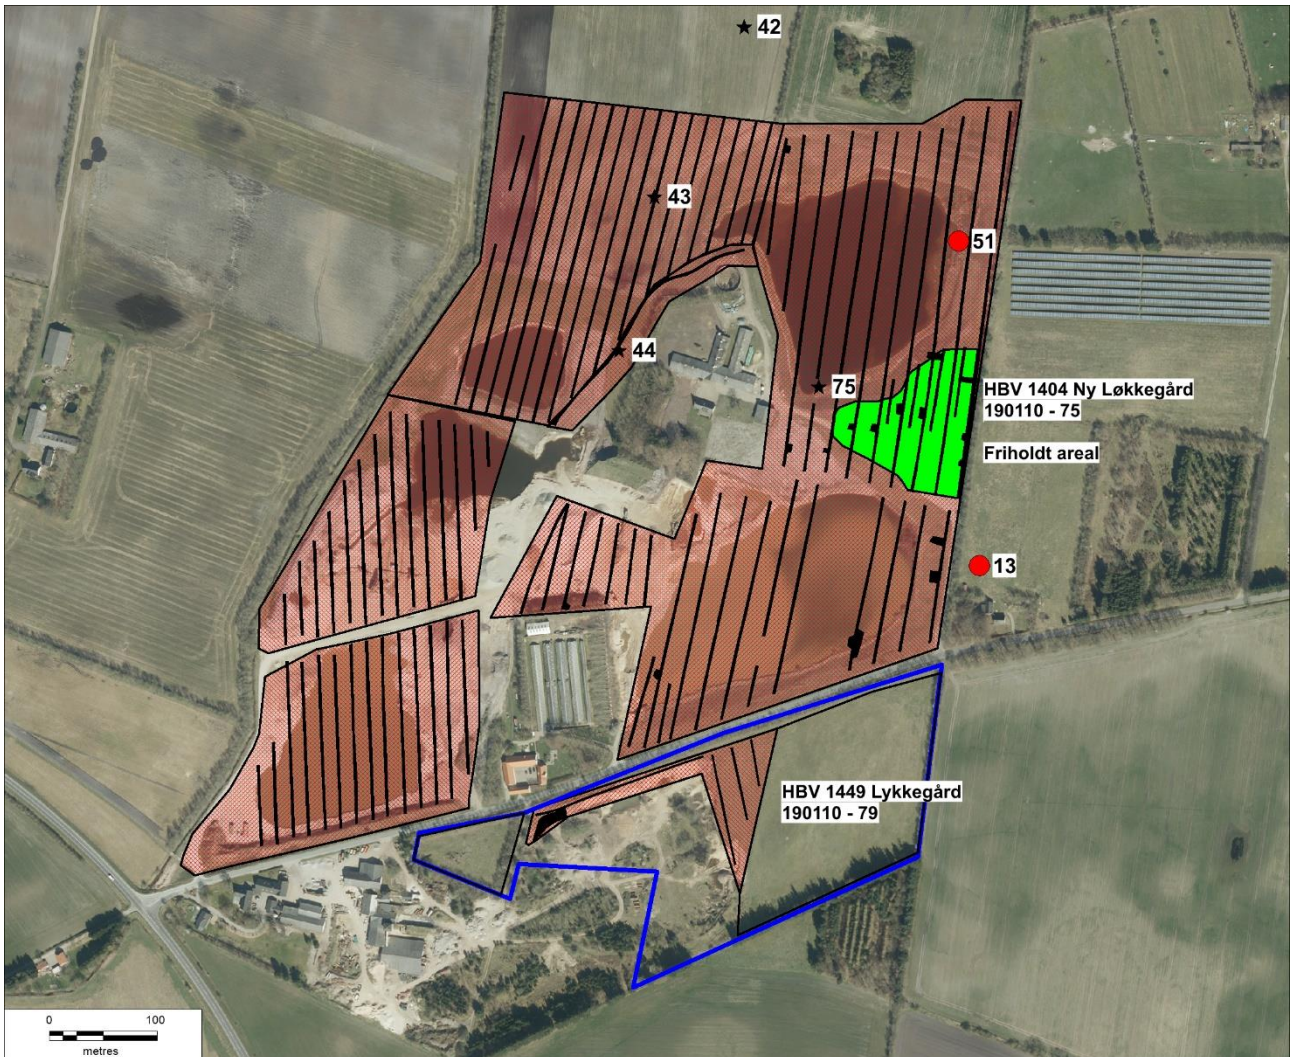 42
43
51
44
75
HBV 1404 Ny Løkkegård
190110 - 75
Friholdt areal
13
HBV 1449 Lykkegård
190110 - 79
0 100
metres